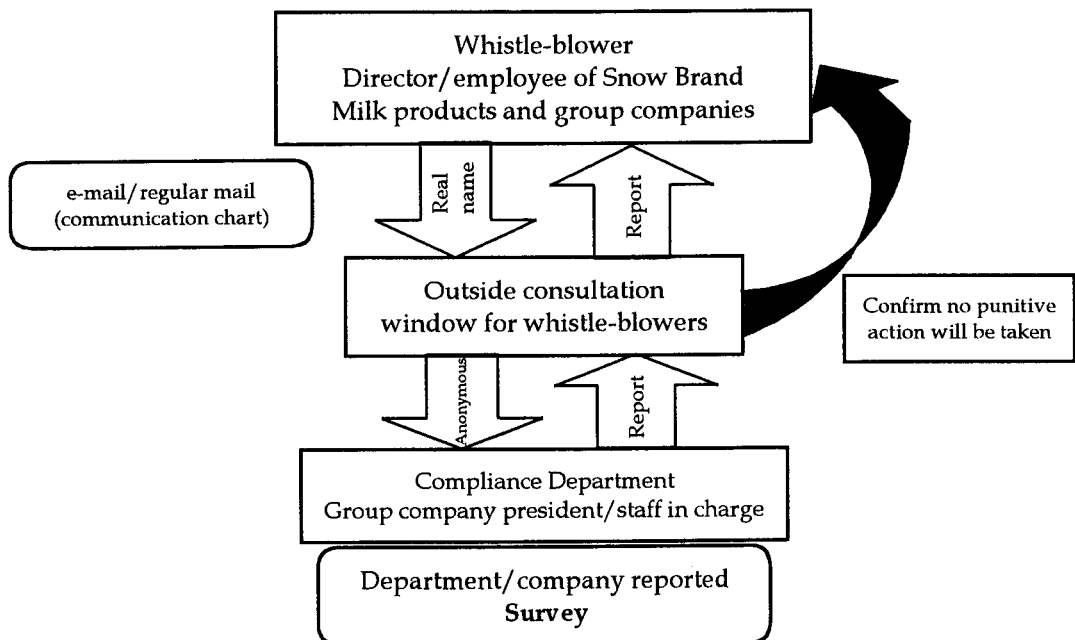 Whistle-blower
Director/employee of Snow Brand
Milk products and group companies
e-mail/regular mail
(communication chart)
Real
name
Report
Outside consultation
window for whistle-blowers
Confirm no punitive
action will be taken
Anonymous
Report
Compliance Department
Group company president/staff in charge
Department/company reported
Survey